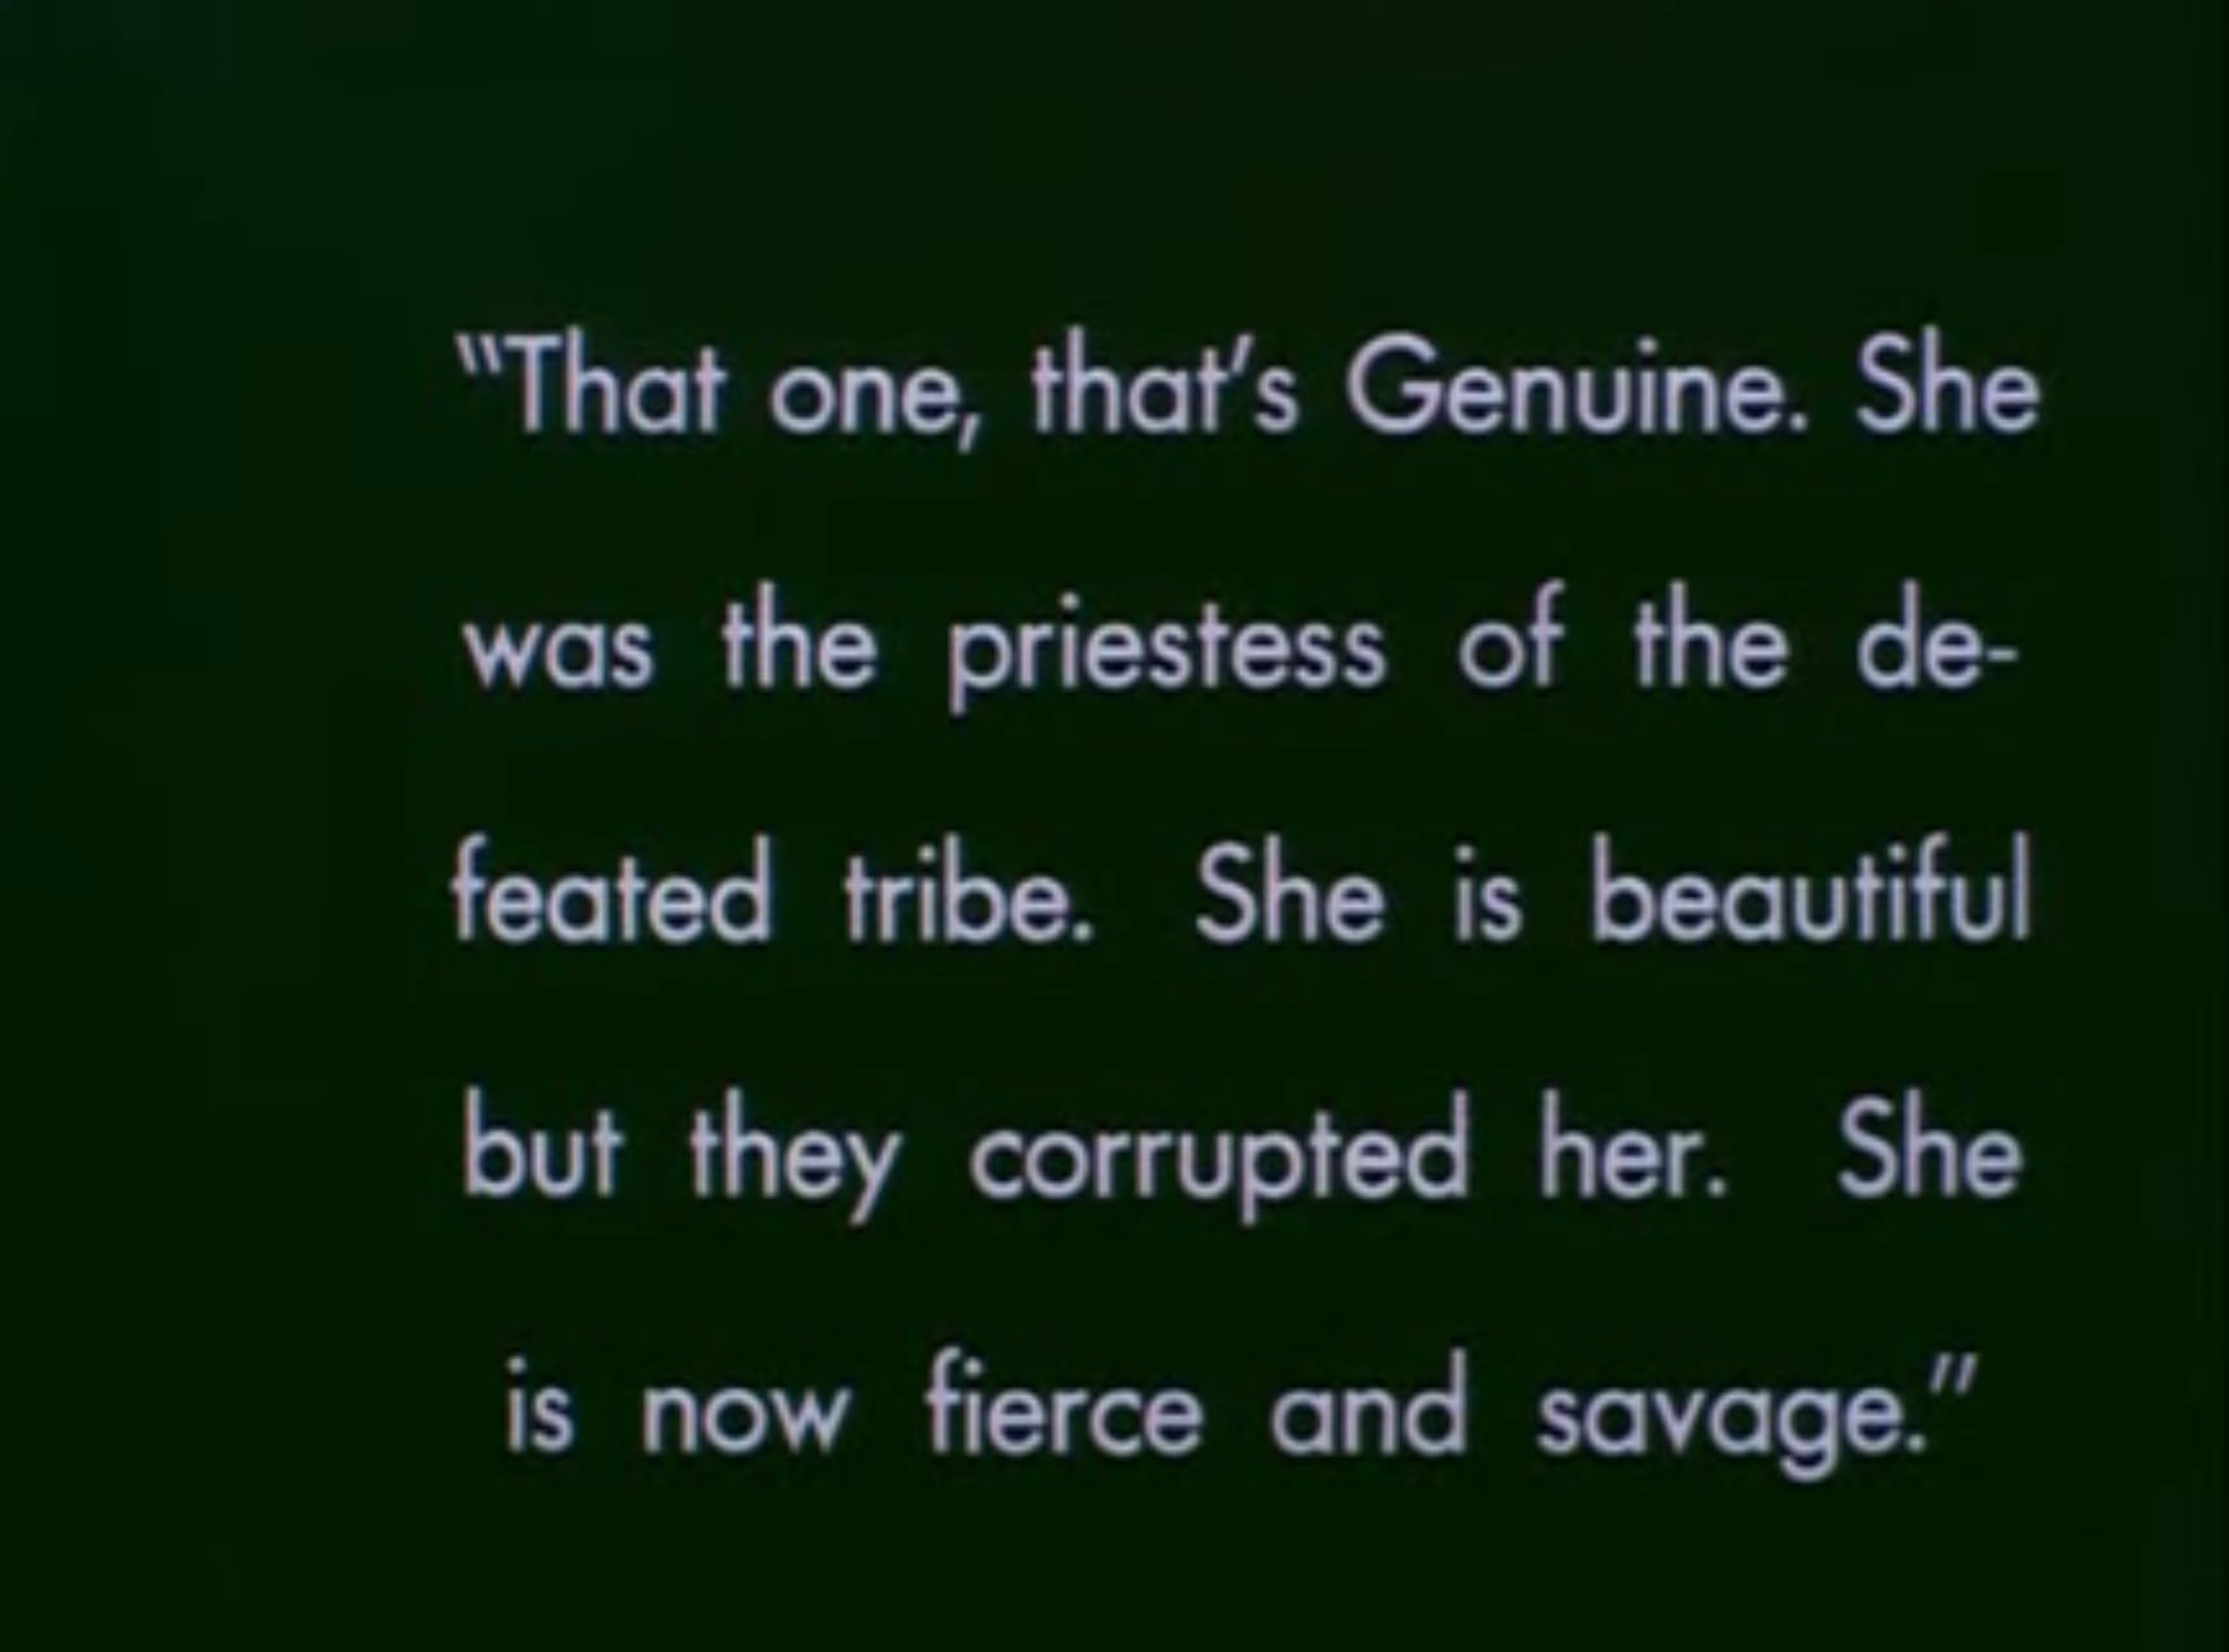 “That one, that’s Genuine. She
was the priestess of the de-
feated tribe. She is beautiful
but they corrupted her. She
is now fierce and savage.”